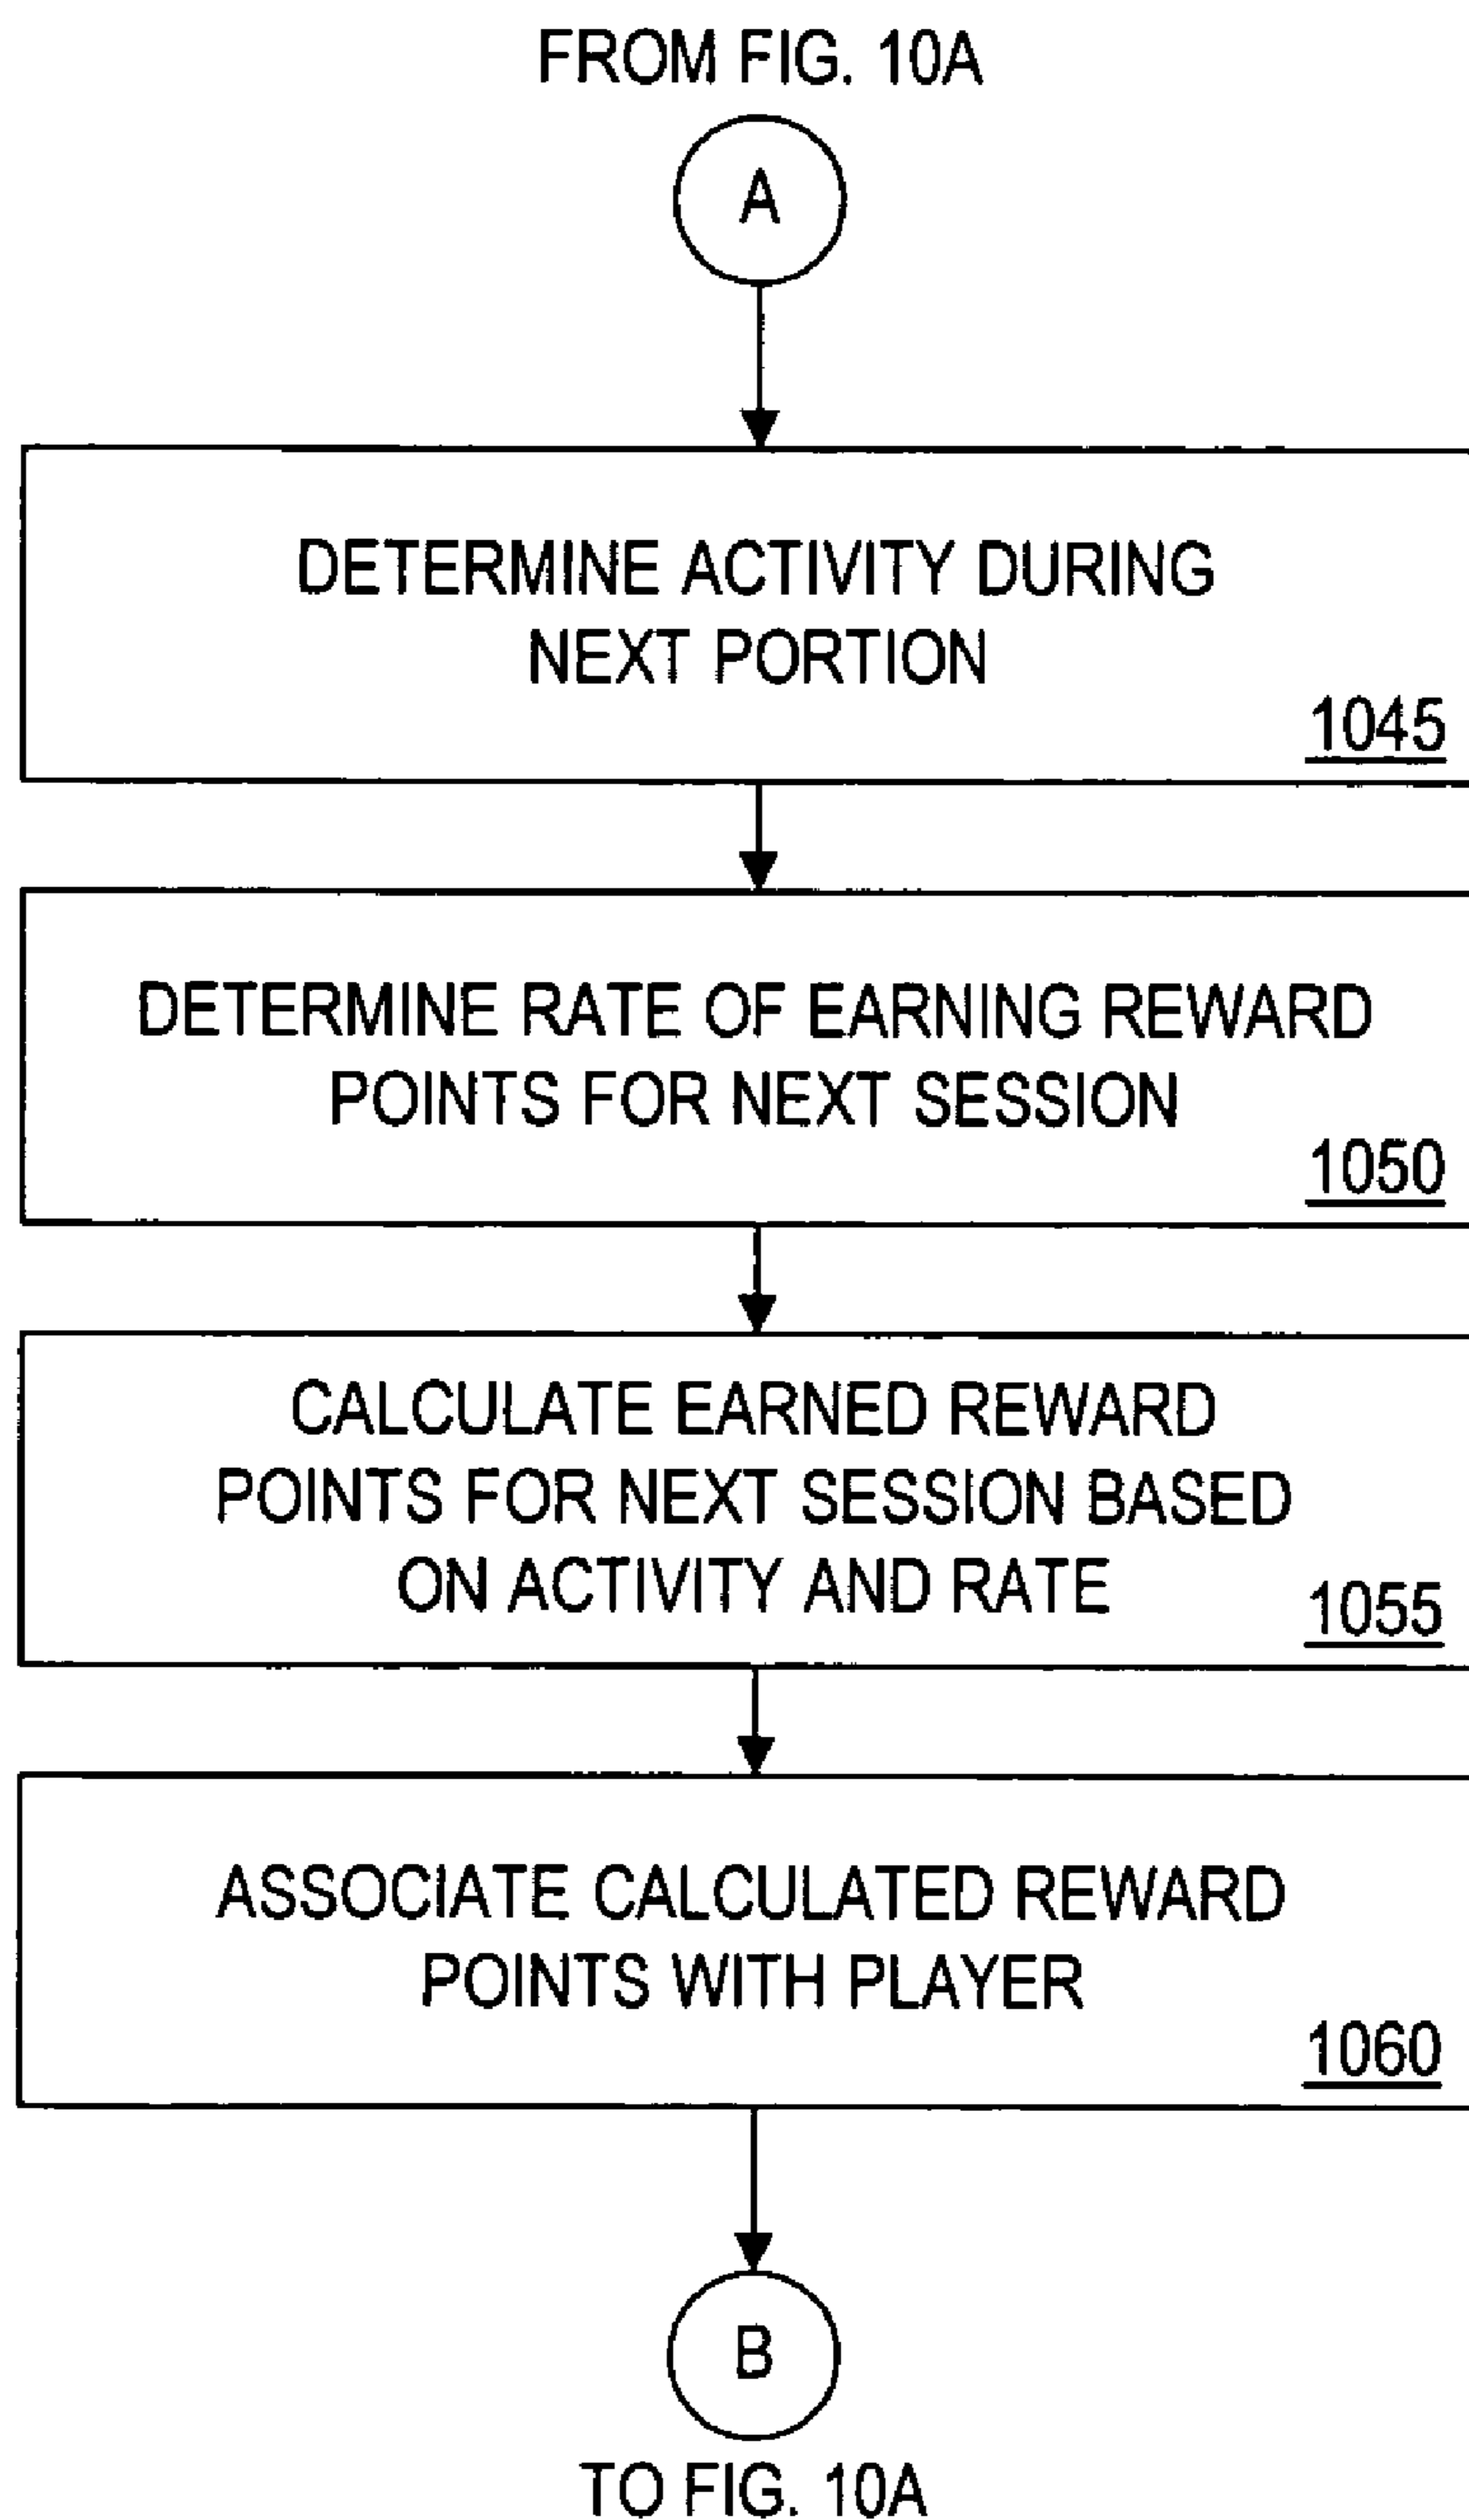 FROM FIG. 10A
A
DETERMINE ACTIVITY DURING
NEXT PORTION
1045
DETERMINE RATE OF EARNING REWARD
POINTS FOR NEXT SESSION
1050
CALCULATE EARNED REWARD
POINTS FOR NEXT SESSION BASED
ON ACTIVITY AND RATE
1055
ASSOCIATE CALCULATED REWARD
POINTS WITH PLAYER
1060
B
TO FIG. 10A